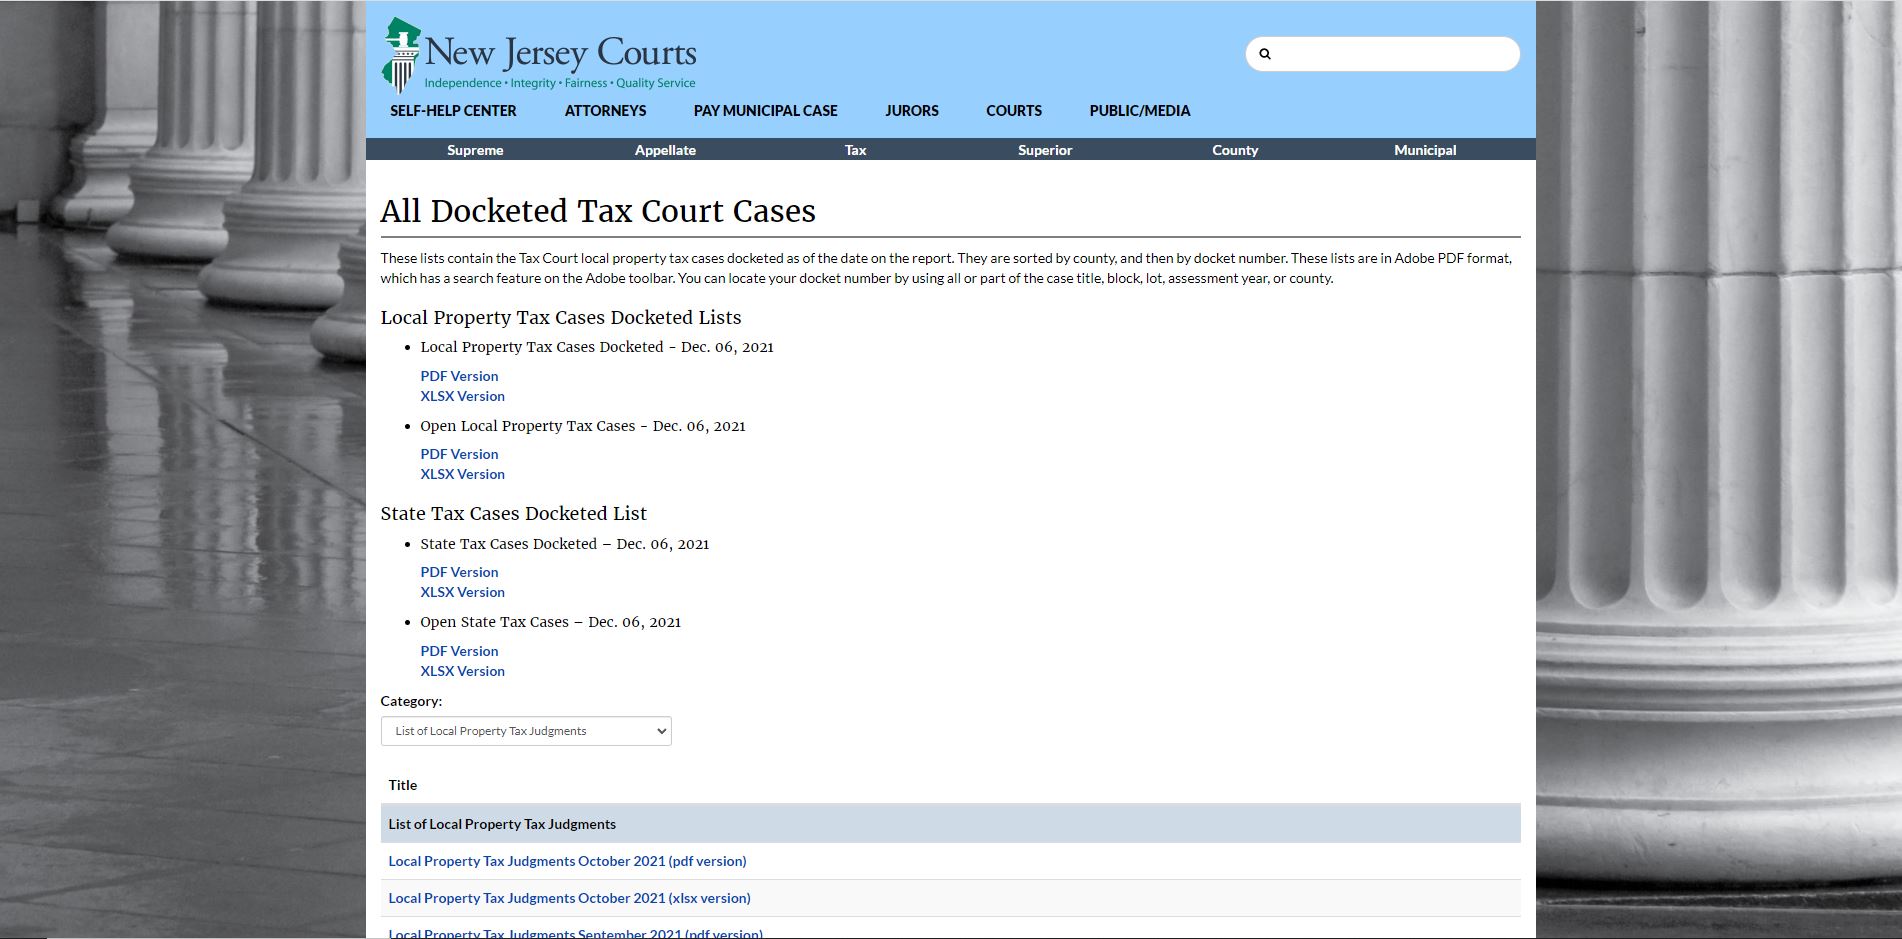 New Jersey Courts
Independence • Integrity • Fairness • Quality Service
SELF-HELP CENTER ATTORNEYS PAY MUNICIPAL CASE JURORS COURTS PUBLIC/MEDIA
Supreme Appellate Tax Superior County Municipal
All Docketed Tax Court Cases
These lists contain the Tax Court local property tax cases docketed as of the date on the report. They are sorted by county, and then by docket number. These lists are in Adobe PDF format,
which has a search feature on the Adobe toolbar. You can locate your docket number by using all or part of the case title, block, lot, assessment year, or county.
Local Property Tax Cases Docketed Lists
• Local Property Tax Cases Docketed - Dec. 06, 2021
PDF Version
XLSX Version
• Open Local Property Tax Cases - Dec. 06, 2021
PDF Version
XLSX Version
State Tax Cases Docketed List
• State Tax Cases Docketed – Dec. 06, 2021
PDF Version
XLSX Version
• Open State Tax Cases – Dec. 06, 2021
PDF Version
XLSX Version
Category:
List of Local Property Tax Judgments
Title
List of Local Property Tax Judgments
Local Property Tax Judgments October 2021 (pdf version)
Local Property Tax Judgments October 2021 (xlsx version)
Local Property Tax Judgments September 2021 (pdf version)